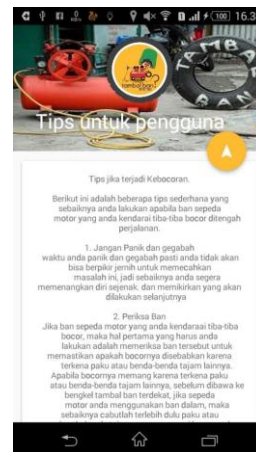 100 16.3
TAMBAL
BAN
tambal ban
Tips untuk pengguna
Tips jika terjadi Kebocoran.
Berikut ini adalah beberapa tips sederhana yang
sebaiknya anda lakukan apabila ban sepeda
motor yang anda kendarai tiba-tiba bocor ditengah
perjalanan.
1. Jangan Panik dan gegabah
waktu anda panik dan gegabah pasti anda tidak akan
bisa berpikir jernih untuk memecahkan
masalah ini, jadi sebaiknya anda segera
memenangkan diri sejenak. dan memikirkan yang akan
dilakukan selanjutnya
2. Periksa Ban
Jika ban sepeda motor yang anda kendaraai tiba-tiba
bocor, maka hal pertama yang harus anda
lakukan adalah memeriksa ban tersebut untuk
memastikan apakah bocornya disebabkan karena
terkena paku atau benda-benda tajam lainnya.
Apabila bocornya memang karena terkena paku
atau benda-benda tajam lainnya, sebelum dibawa ke
bengkel tambal ban terdekat, jika sepeda
motor anda menggunakan ban dalam, maka
sebaiknya cabutlah terlebih dulu paku atau